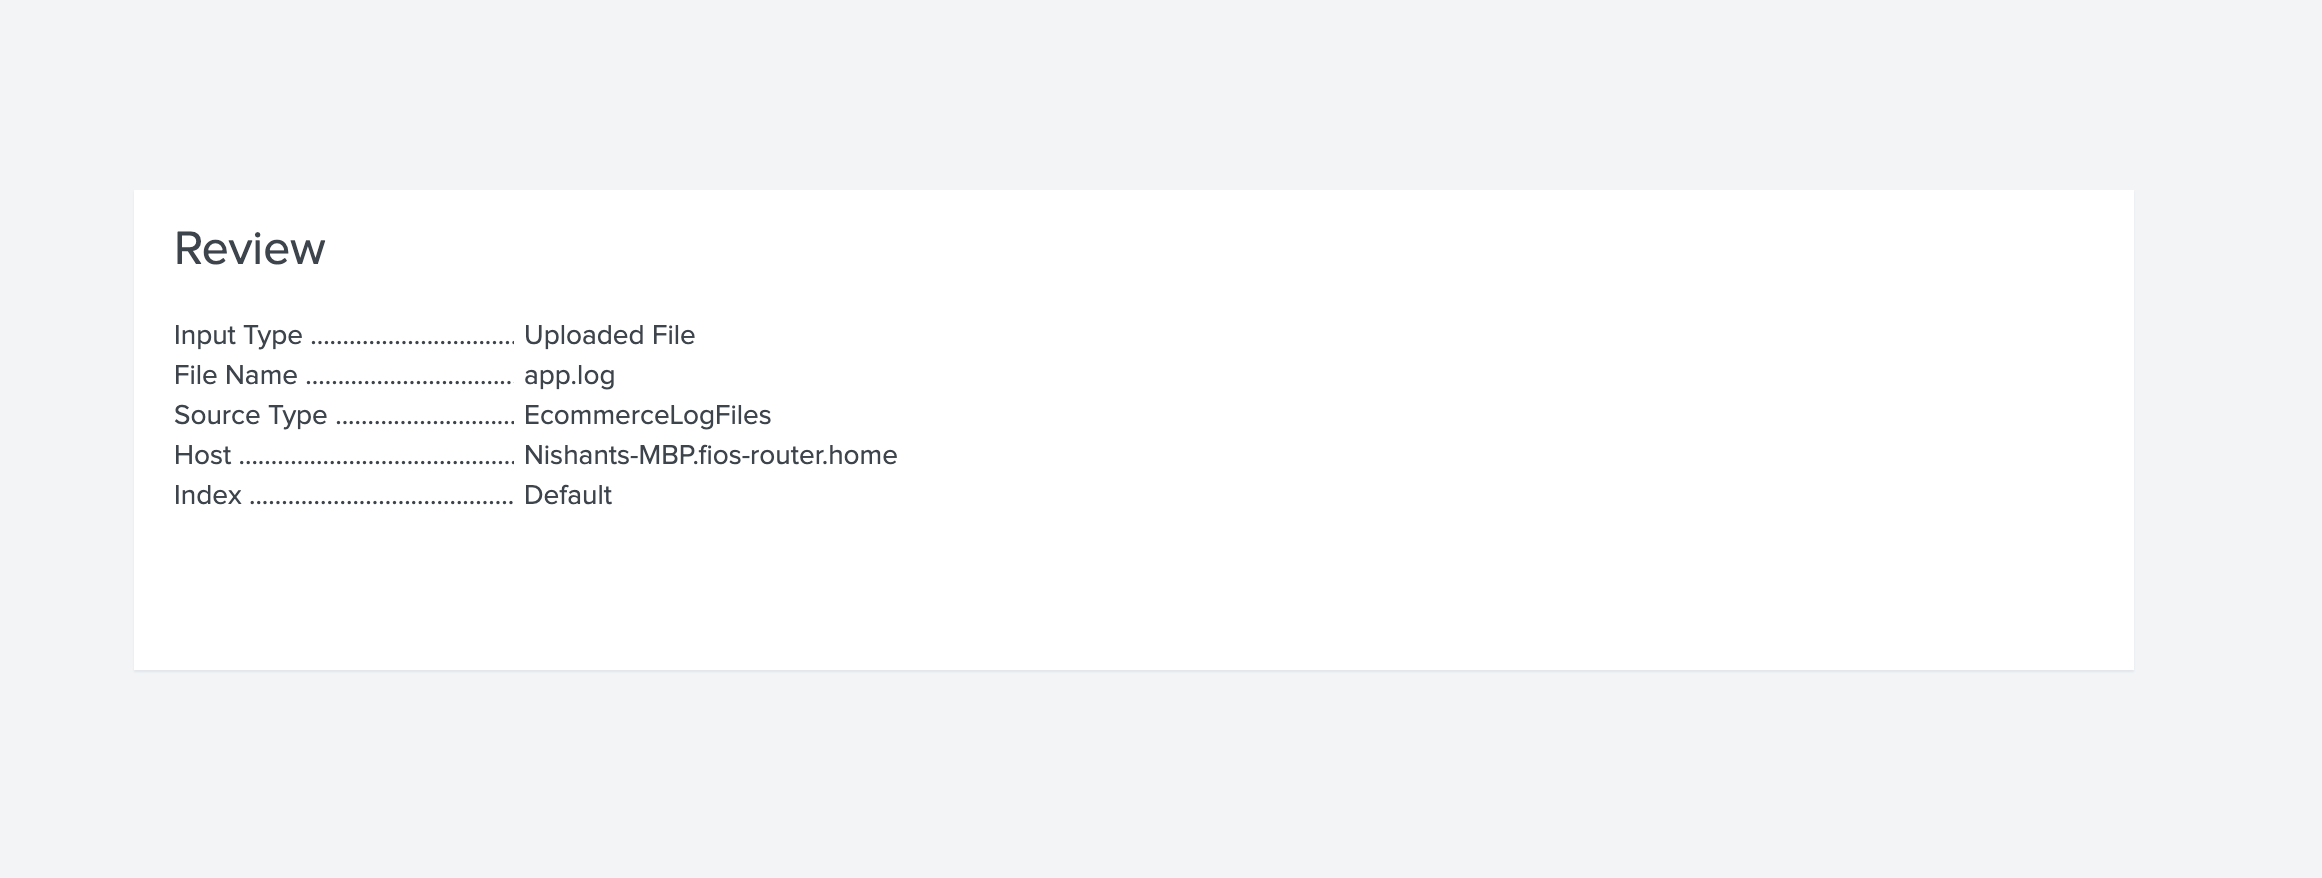 Review
Input Type ................................ Uploaded File
File Name ................................ app.log
Source Type ............................ EcommerceLogFiles
Host ........................................... Nishants-MBP.fios-router.home
Index ......................................... Default